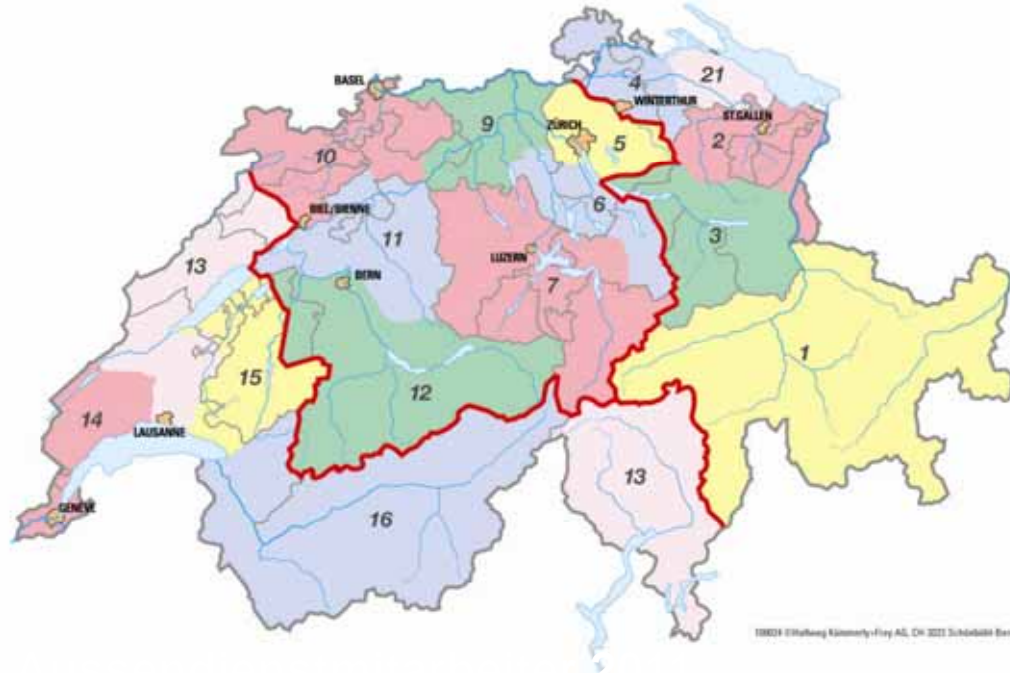 BASEL
21
4
WINTERTHUR
9
ZÜRICH
5
ST.GALLEN
2
10
6
BIEL/BIENNE
11
3
13
LUZERN
BERN
7
1
12
15
14
LAUSANNE
13
16
GENÈVE